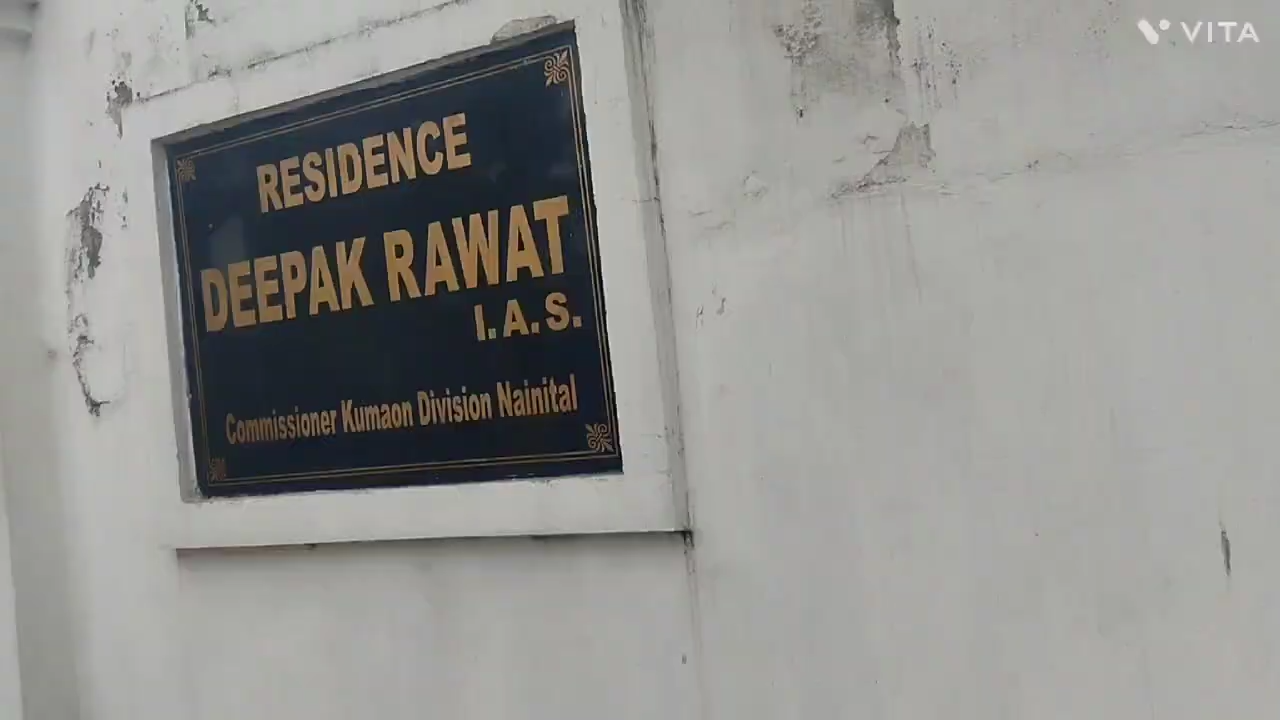 VITA
RESIDENCE
DEEPAK RAWAT
I.A.S.
Commissioner Kumaon Division Nainital